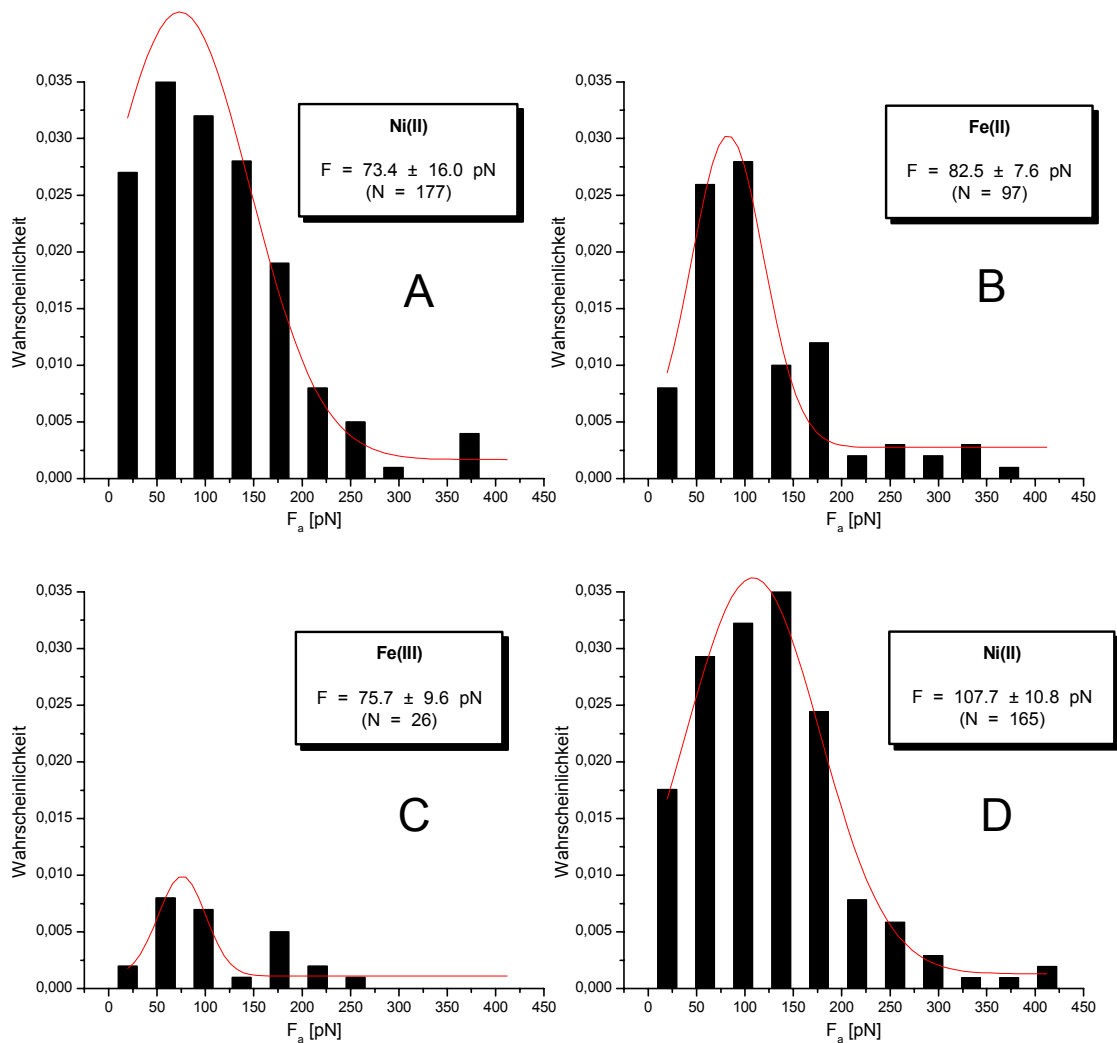 0,035
0,030
0,025
0,020
0,015
0,010
0,005
0,000
Wahrscheinlichkeit
0 50 100 150 200 250 300 350 400 450
Fa [pN]
Ni(II)
F = 73.4 ± 16.0 pN
(N = 177)
A
0,035
0,030
0,025
0,020
0,015
0,010
0,005
0,000
Wahrscheinlichkeit
0 50 100 150 200 250 300 350 400 450
Fa [pN]
Fe(II)
F = 82.5 ± 7.6 pN
(N = 97)
B
0,035
0,030
0,025
0,020
0,015
0,010
0,005
0,000
Wahrscheinlichkeit
0 50 100 150 200 250 300 350 400 450
Fa [pN]
Fe(III)
F = 75.7 ± 9.6 pN
(N = 26)
C
0,035
0,030
0,025
0,020
0,015
0,010
0,005
0,000
Wahrscheinlichkeit
0 50 100 150 200 250 300 350 400 450
Fa [pN]
Ni(II)
F = 107.7 ± 10.8 pN
(N = 165)
D